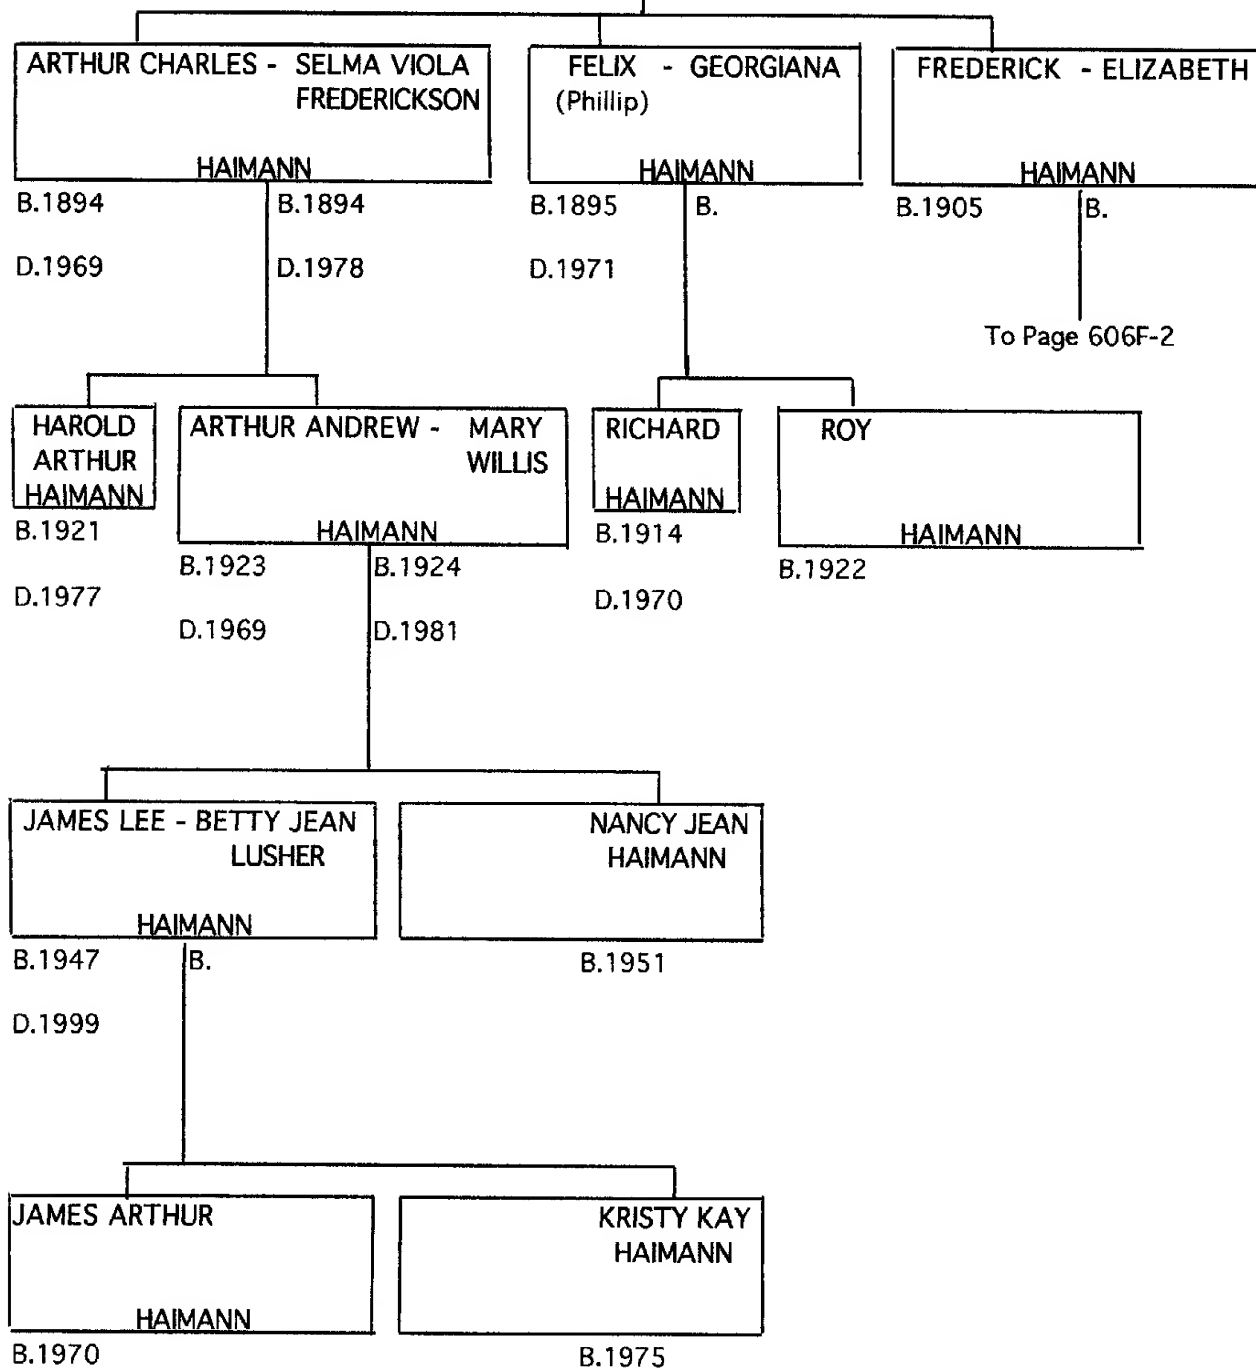 ARTHUR CHARLES - SELMA VIOLA
FREDERICKSON
HAIMANN
B.1894 B.1894
D.1969 D.1978
FELIX - GEORGIANA
(Phillip)
HAIMANN
B.1895 B.
D.1971
FREDERICK - ELIZABETH
HAIMANN
B.1905 B.
To Page 606F-2
HAROLD
ARTHUR
HAIMANN
B.1921
D.1977
ARTHUR ANDREW - MARY
WILLIS
HAIMANN
B.1923 B.1924
D.1969 D.1981
RICHARD
HAIMANN
B.1914
D.1970
ROY
HAIMANN
B.1922
JAMES LEE - BETTY JEAN
LUSHER
HAIMANN
B.1947 B.
D.1999
NANCY JEAN
HAIMANN
B.1951
JAMES ARTHUR
HAIMANN
B.1970
KRISTY KAY
HAIMANN
B.1975